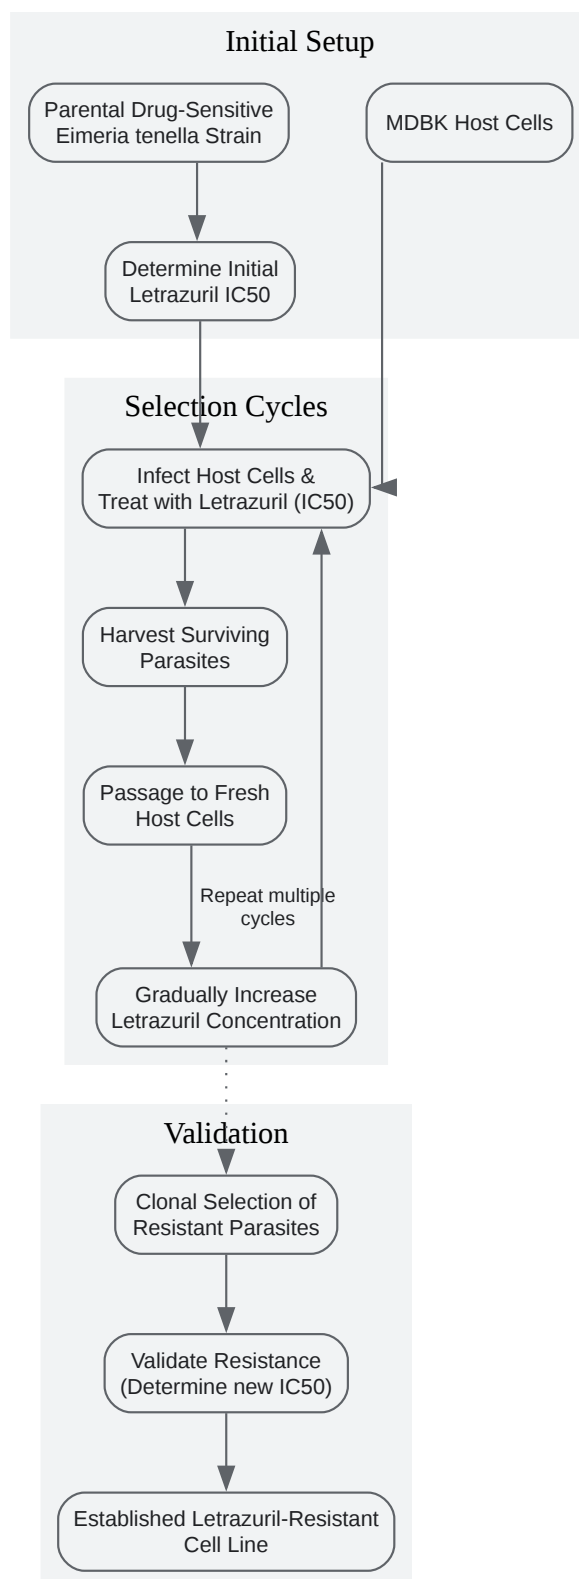 Initial Setup
Parental Drug-Sensitive
Eimeria tenella Strain
MDBK Host Cells
Determine Initial
Letrazuril IC50
Selection Cycles
Infect Host Cells &
Treat with Letrazuril (IC50)
Harvest Surviving
Parasites
Passage to Fresh
Host Cells
Repeat multiple
cycles
Gradually Increase
Letrazuril Concentration
Validation
Clonal Selection of
Resistant Parasites
Validate Resistance
(Determine new IC50)
Established Letrazuril-Resistant
Cell Line